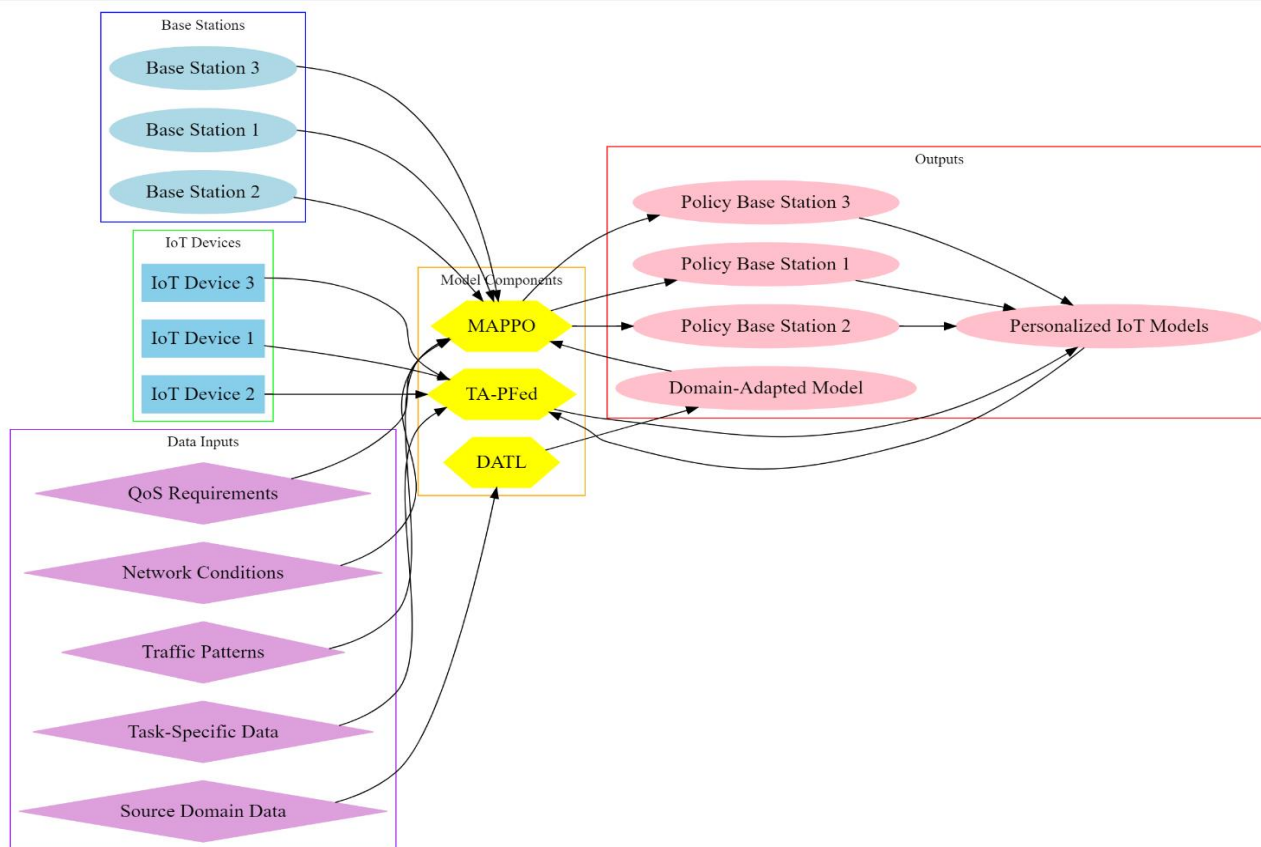 Base Stations
Base Station 3
Base Station 1
Base Station 2
IoT Devices
IoT Device 3
IoT Device 1
IoT Device 2
Data Inputs
QoS Requirements
Network Conditions
Traffic Patterns
Task-Specific Data
Source Domain Data
Model Components
MAPPO
TA-PFed
DATL
Outputs
Policy Base Station 3
Policy Base Station 1
Policy Base Station 2
Domain-Adapted Model
Personalized IoT Models